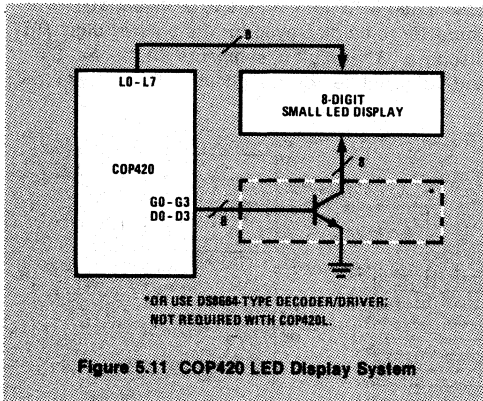 8
L0 - L7
8-DIGIT
SMALL LED DISPLAY
COP420
8
*
G0 - G3
D0 - D3
8
*OR USE DS8664-TYPE DECODER/DRIVER;
NOT REQUIRED WITH COP420L.
Figure 5.11 COP420 LED Display System